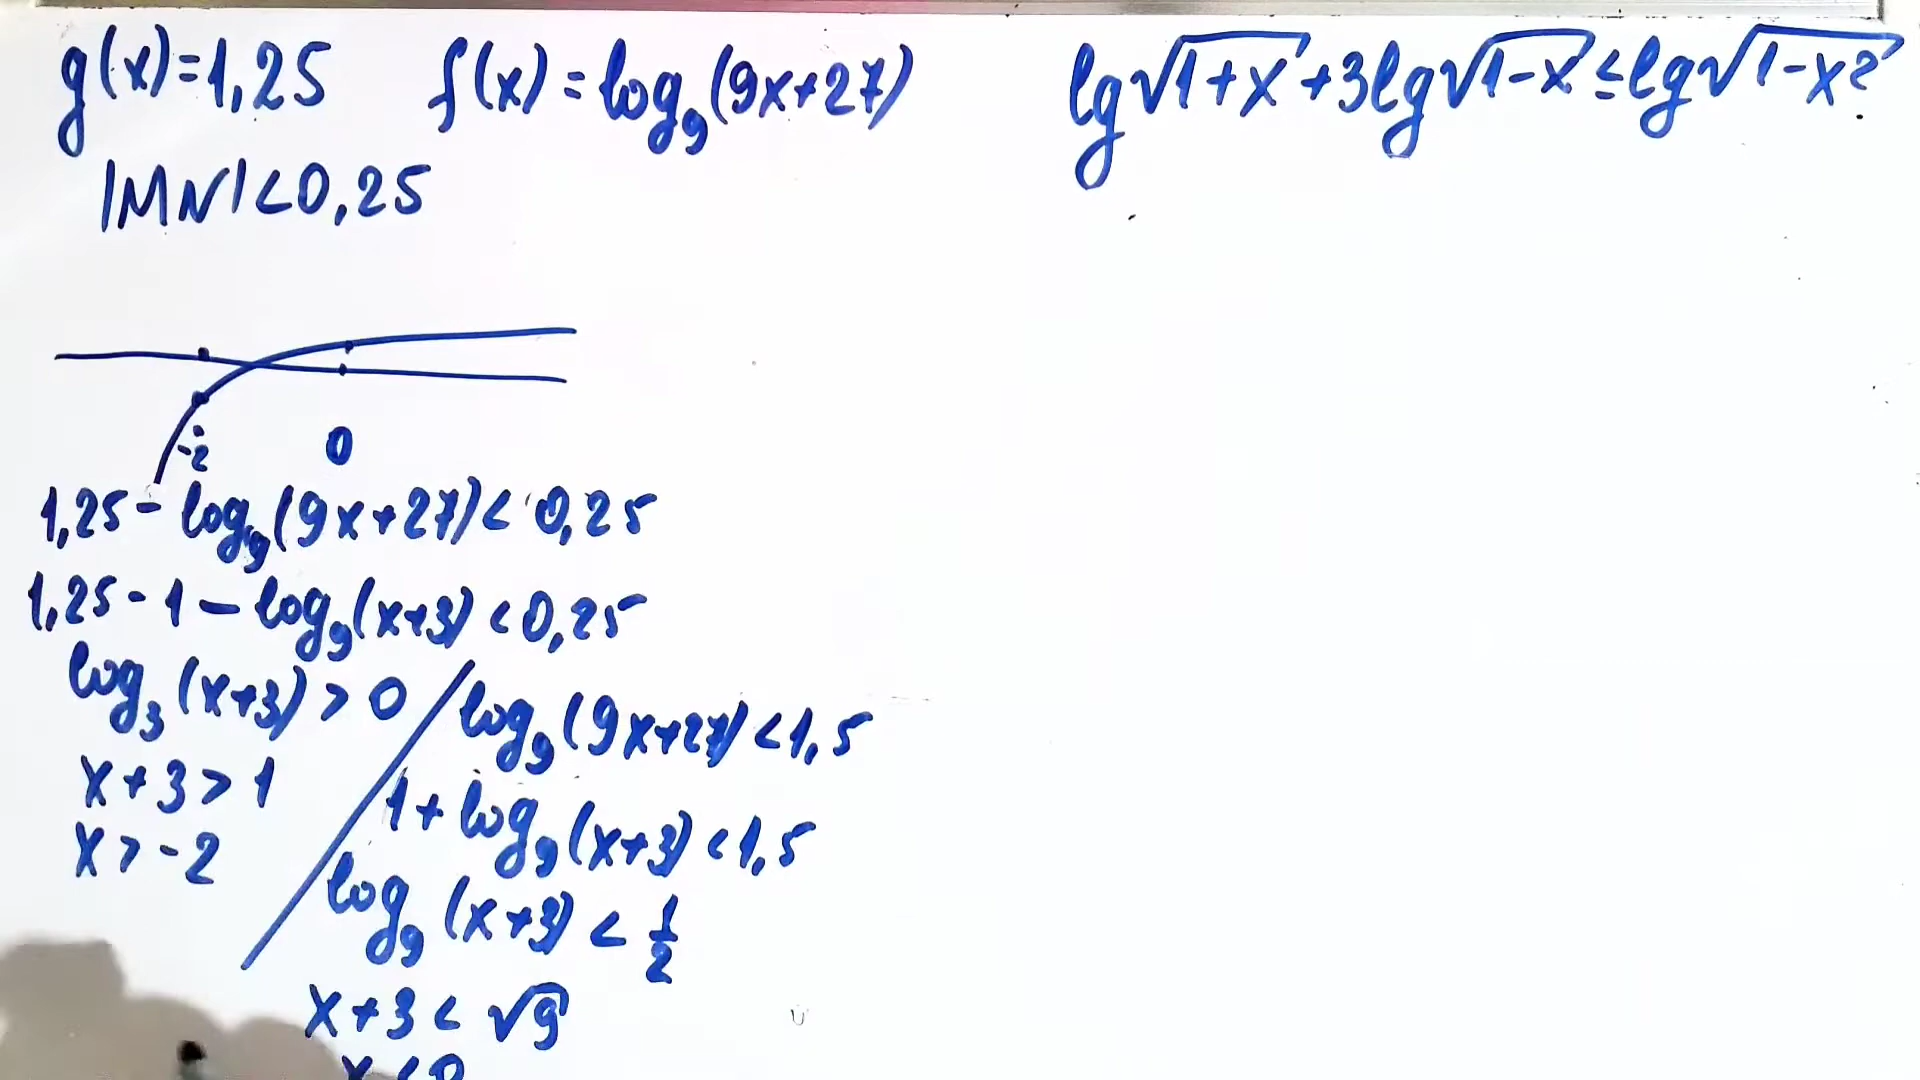 g(x)=1,25 f(x)=log₉(9x+27)
|MN|<0,25
-2 0
1,25-log₉(9x+27)<0,25
1,25-1-log₉(x+3)<0,25
log₃(x+3)>0
x+3>1
x>-2
log₉(9x+27)<1,5
1+log₉(x+3)<1,5
log₉(x+3)<1/2
x+3<√9
x<0
lg√(1+x)+3lg√(1-x)≤lg√(1-x²)